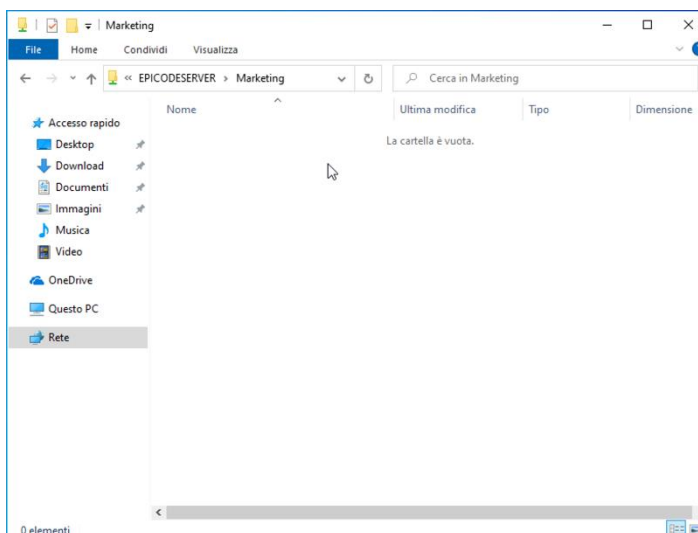 Marketing
File Home Condividi Visualizza
« EPICODESERVER > Marketing Cerca in Marketing
Nome Ultima modifica Tipo Dimensione
La cartella è vuota.
Accesso rapido
Desktop
Download
Documenti
Immagini
Musica
Video
OneDrive
Questo PC
Rete
0 elementi